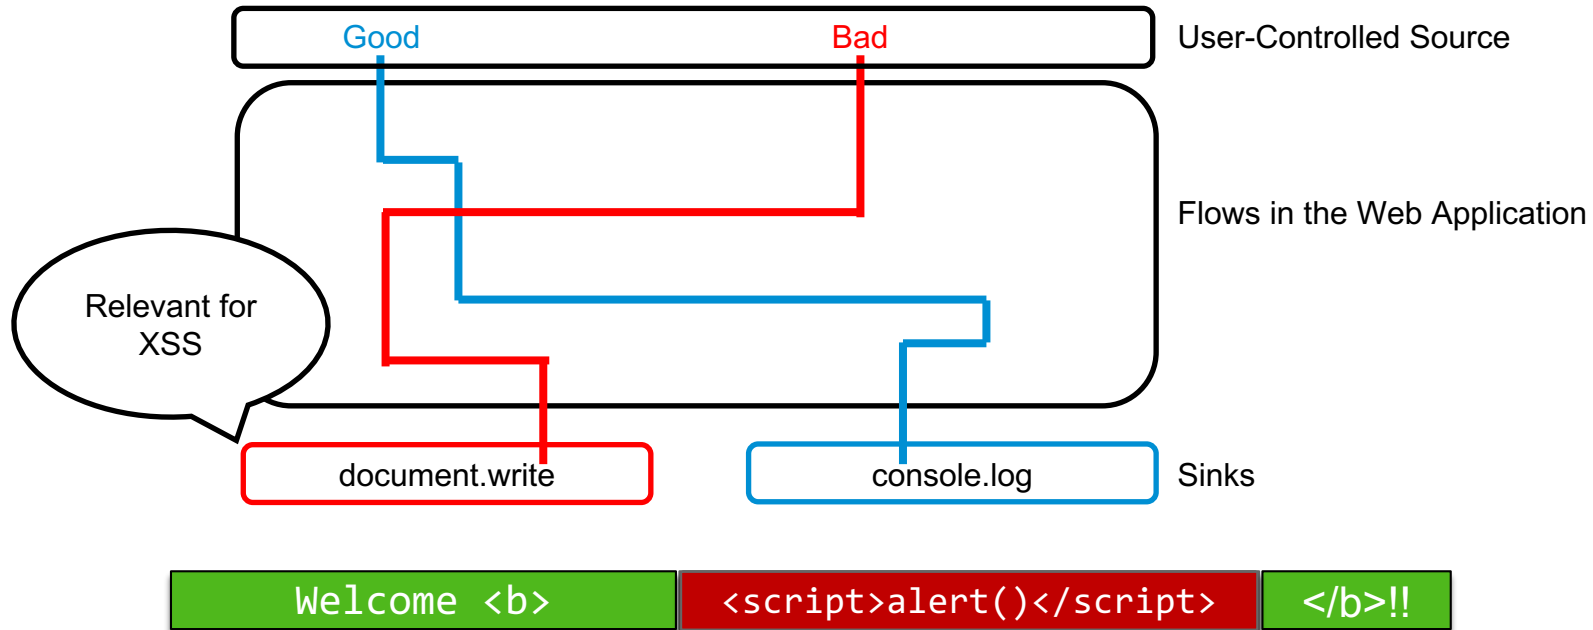 Good
Bad
User-Controlled Source
Flows in the Web Application
Relevant for
XSS
document.write
console.log
Sinks
Welcome <b>
<script>alert()</script>
</b>!!